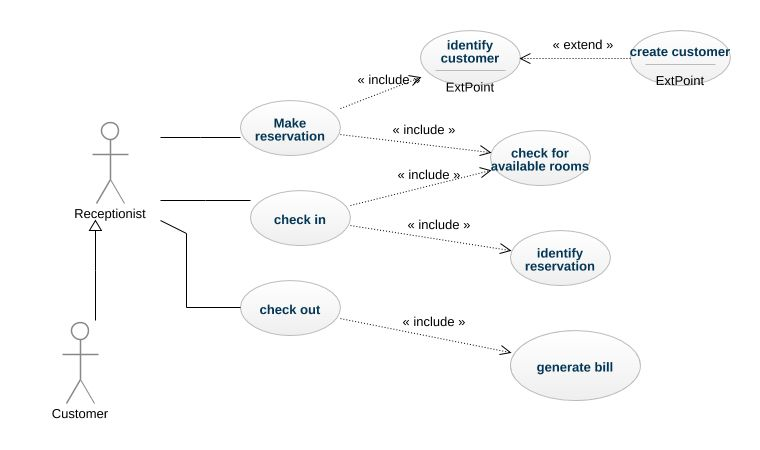 identify
customer
ExtPoint
« extend »
create customer
ExtPoint
« include »
Make
reservation
« include »
check for
available rooms
« include »
Receptionist
check in
« include »
identify
reservation
check out
« include »
generate bill
Customer